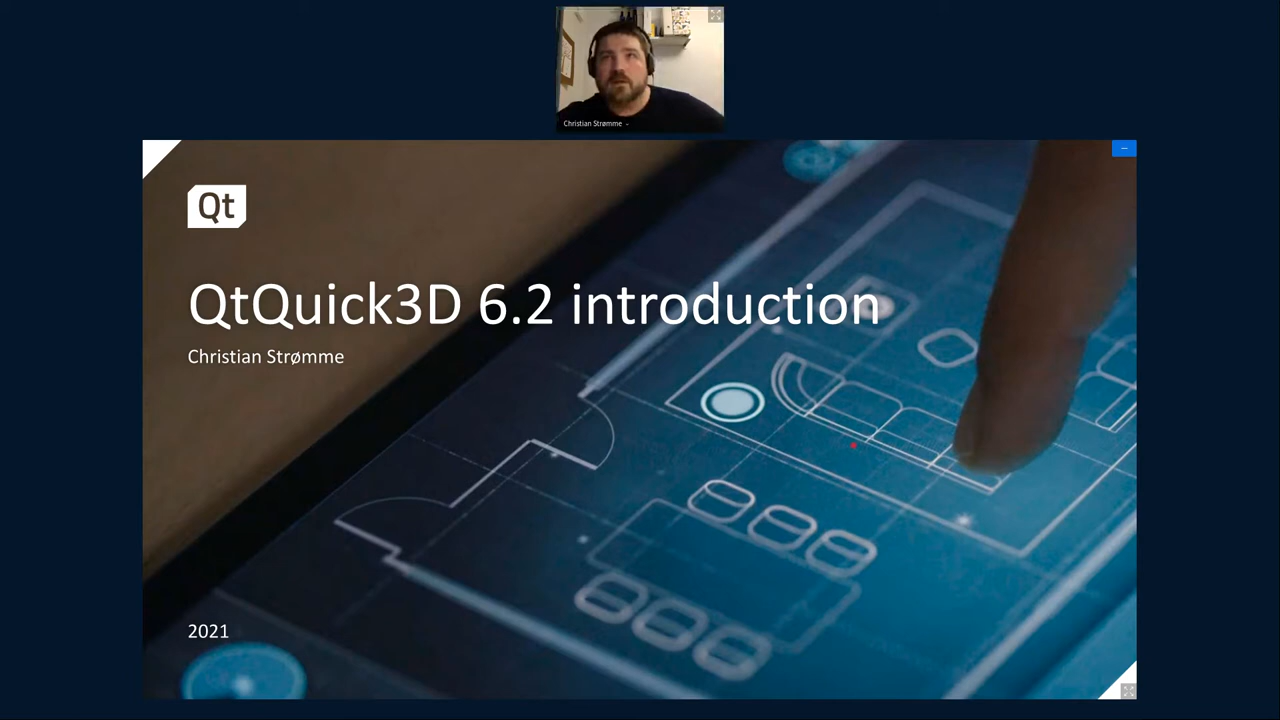 Christian Strømme
Qt
QtQuick3D 6.2 introduction
Christian Strømme
2021